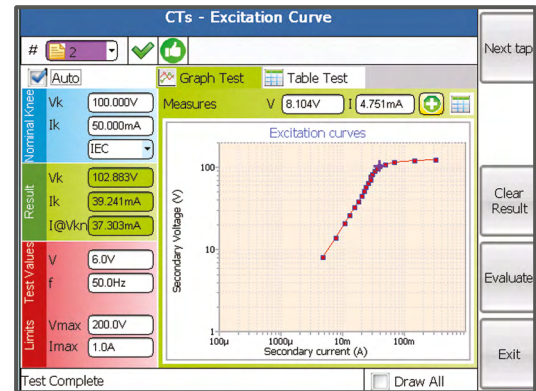 CTs - Excitation Curve
# 2
Next tap
Auto
Graph Test
Table Test
Nominal Knee
Vk 100.000V
Ik 50.000mA
IEC
Measures V 8.104V I 4.751mA
Excitation curves
Result
Vk 102.883V
Ik 39.241mA
I@Vkn 37.303mA
Test Values
V 6.0V
f 50.0Hz
Limits
Vmax 200.0V
Imax 1.0A
Secondary Voltage (V)
100
10
1
100µ 1000µ 10m 100m
Secondary current (A)
Clear
Result
Evaluate
Exit
Test Complete
Draw All